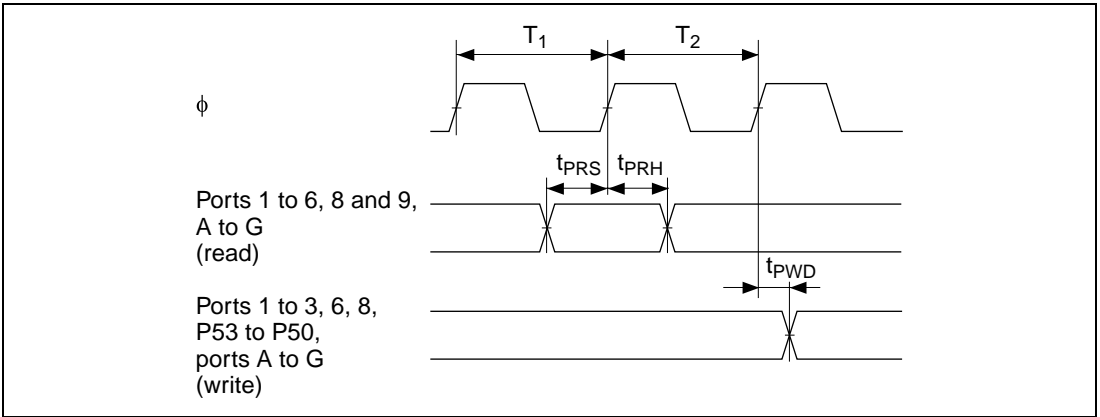 T1 T2
ϕ
tPRS tPRH
Ports 1 to 6, 8 and 9,
A to G
(read)
tPWD
Ports 1 to 3, 6, 8,
P53 to P50,
ports A to G
(write)